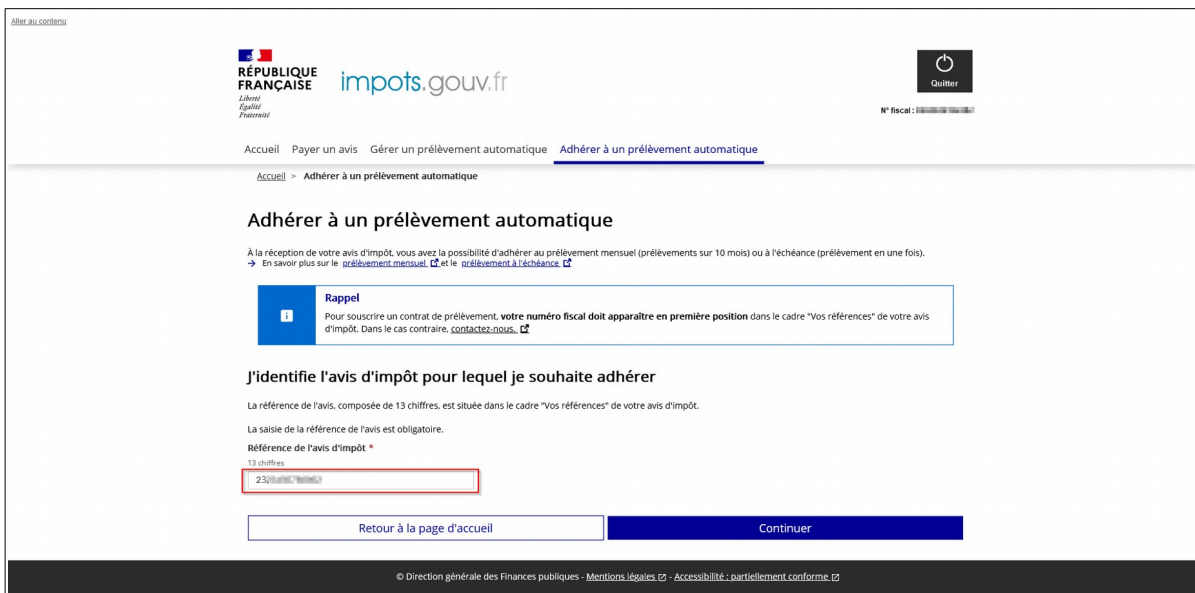 Aller au contenu
RÉPUBLIQUE
FRANÇAISE
Liberté
Égalité
Fraternité
impots.gouv.fr
Quitter
N° fiscal :
Accueil Payer un avis Gérer un prélèvement automatique Adhérer à un prélèvement automatique
Accueil > Adhérer à un prélèvement automatique
Adhérer à un prélèvement automatique
À la réception de votre avis d'impôt, vous avez la possibilité d'adhérer au prélèvement mensuel (prélèvements sur 10 mois) ou à l'échéance (prélèvement en une fois).
→ En savoir plus sur le prélèvement mensuel et le prélèvement à l'échéance
Rappel
Pour souscrire un contrat de prélèvement, votre numéro fiscal doit apparaître en première position dans le cadre "Vos références" de votre avis
d'impôt. Dans le cas contraire, contactez-nous.
J'identifie l'avis d'impôt pour lequel je souhaite adhérer
La référence de l'avis, composée de 13 chiffres, est située dans le cadre "Vos références" de votre avis d'impôt.
La saisie de la référence de l'avis est obligatoire.
Référence de l'avis d'impôt *
13 chiffres
23
Retour à la page d'accueil
Continuer
© Direction générale des Finances publiques - Mentions légales - Accessibilité : partiellement conforme